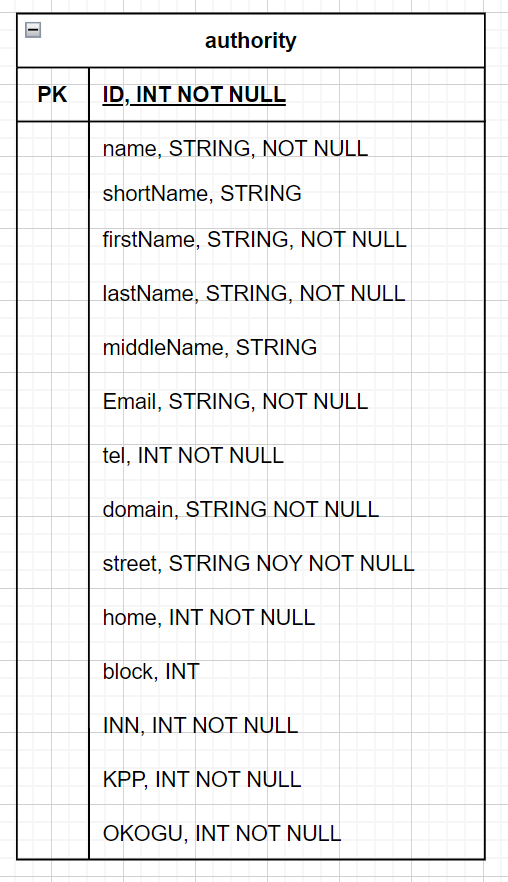 authority
PK ID, INT NOT NULL
name, STRING, NOT NULL
shortName, STRING
firstName, STRING, NOT NULL
lastName, STRING, NOT NULL
middleName, STRING
Email, STRING, NOT NULL
tel, INT NOT NULL
domain, STRING NOT NULL
street, STRING NOY NOT NULL
home, INT NOT NULL
block, INT
INN, INT NOT NULL
KPP, INT NOT NULL
OKOGU, INT NOT NULL